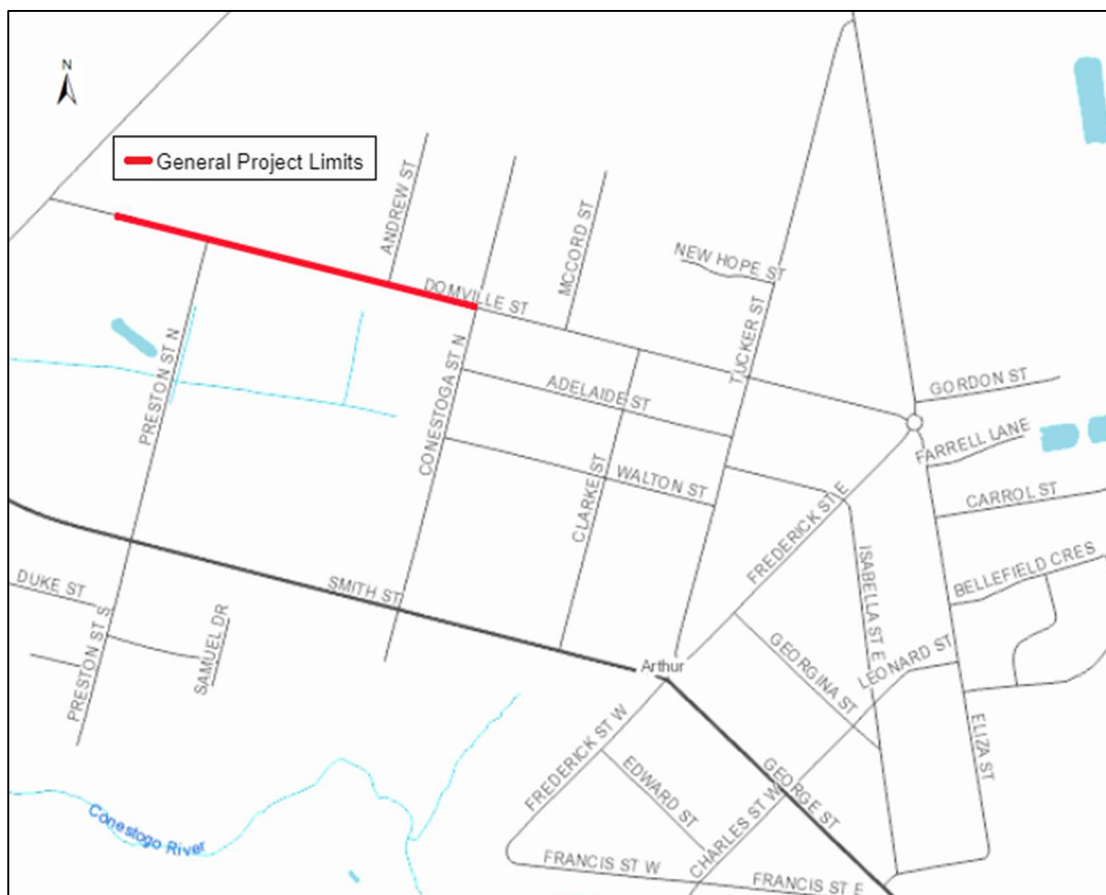 N
General Project Limits
ANDREW ST
MCCORD ST
NEW HOPE ST
DOMVILLE ST
TUCKER ST
PRESTON ST N
CONESTOGA ST N
ADELAIDE ST
GORDON ST
FARRELL LANE
WALTON ST
CLARKE ST
CARROL ST
FREDERICK ST E
ISABELLA ST E
BELLEFIELD CRES
DUKE ST
SMITH ST
PRESTON ST S
SAMUEL DR
Arthur
GEORGINA ST
LEONARD ST
FREDERICK ST W
EDWARD ST
GEORGE ST
ELIZA ST
CHARLES ST W
Conestogo River
FRANCIS ST W
FRANCIS ST E